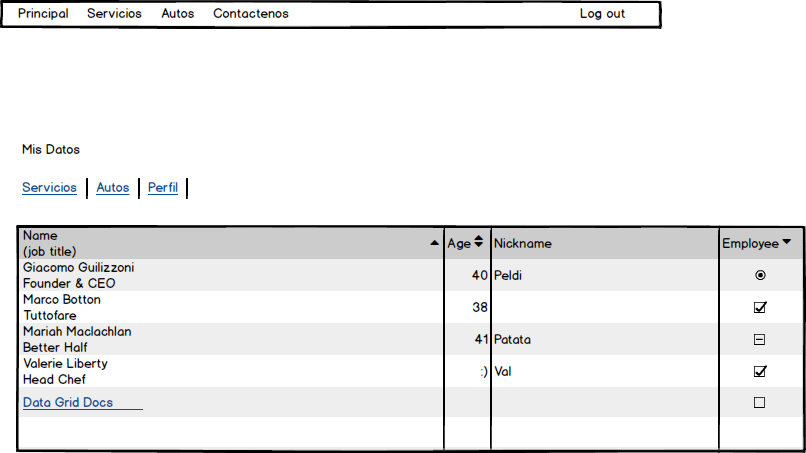 Principal Servicios Autos Contactenos Log out
Mis Datos
Servicios Autos Perfil
Name
(job title) Age Nickname Employee
Giacomo Guilizzoni
Founder & CEO 40 Peldi
Marco Botton
Tuttofare 38
Mariah Maclachlan
Better Half 41 Patata
Valerie Liberty
Head Chef :) Val
Data Grid Docs